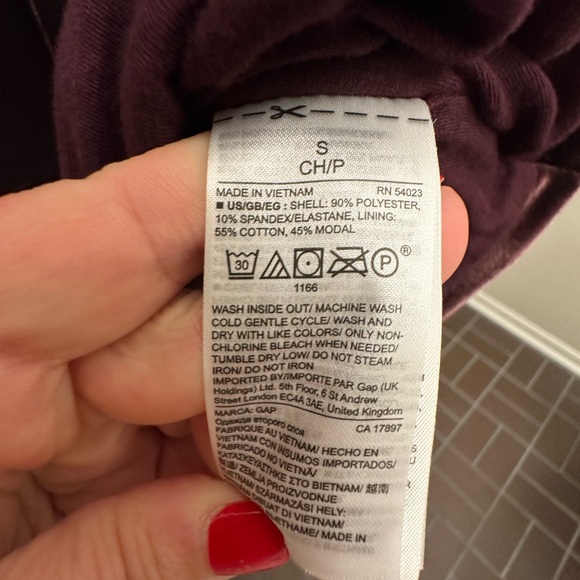 S
CH/P
MADE IN VIETNAM RN 54023
■ US/GB/EG : SHELL: 90% POLYESTER,
10% SPANDEX/ELASTANE, LINING:
55% COTTON, 45% MODAL
30 P ®
1166
WASH INSIDE OUT/ MACHINE WASH
COLD GENTLE CYCLE/ WASH AND
DRY WITH LIKE COLORS/ ONLY NON-
CHLORINE BLEACH WHEN NEEDED/
TUMBLE DRY LOW/ DO NOT STEAM
IRON/ DO NOT IRON
IMPORTED BY/IMPORTE PAR Gap (UK
Holdings) Ltd. 5th Floor, 6 St Andrew
Street London EC4A 3AE, United Kingdom
MARCA: GAP CA 17897
Одежда второго слоя
FABRIQUE AU VIETNAM/ HECHO EN
VIETNAM CON INSUMOS IMPORTADOS/
FABRICADO NO VIETNÃ/
ΚΑΤΑΣΚΕΥΑΣΤΗΚΕ ΣΤΟ ΒΙΕΤΝΑΜ/ 越南
/ ZEMLJA PROIZVODNJE
VIETNAM/ SZÁRMAZÁSI HELY:
DI VIETNAM/
MADE IN